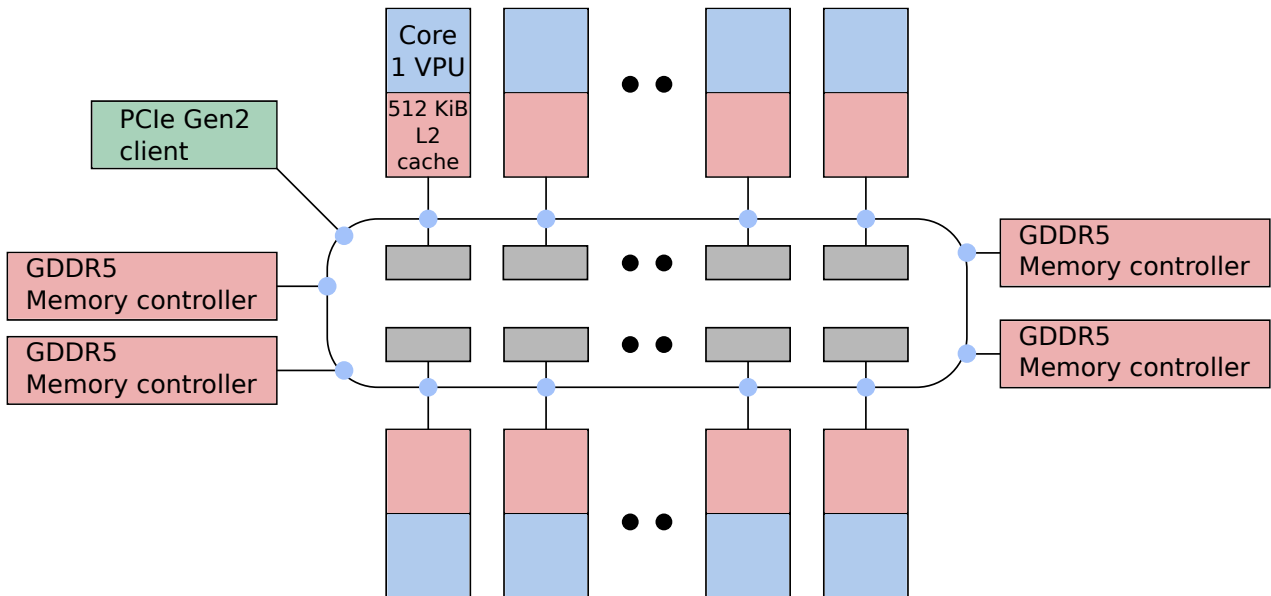 Core
1 VPU
512 KiB
L2
cache
PCIe Gen2
client
GDDR5
Memory controller
GDDR5
Memory controller
GDDR5
Memory controller
GDDR5
Memory controller